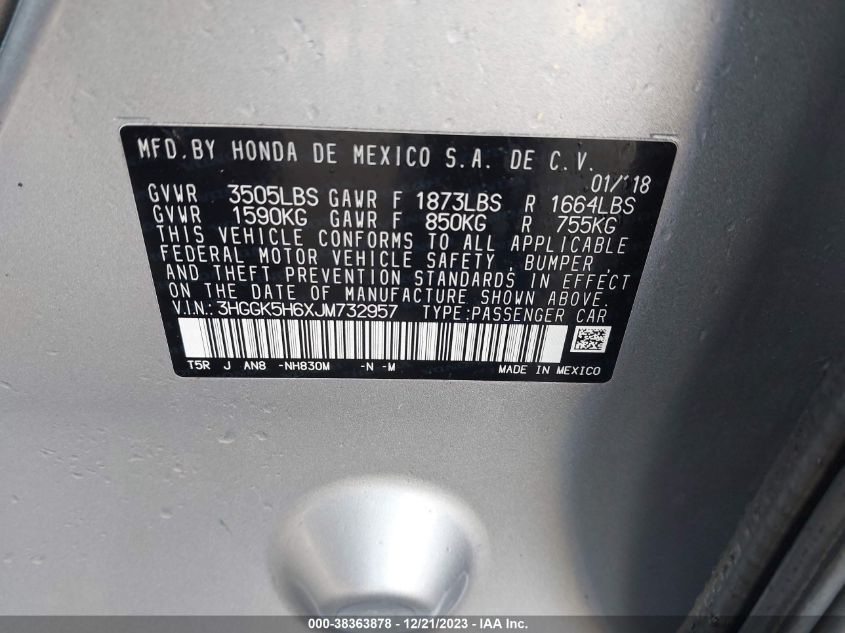 MFD. BY HONDA DE MEXICO S.A. DE C.V.
01/18
GVWR 3505LBS GAWR F 1873LBS R 1664LBS
GVWR 1590KG GAWR F 850KG R 755KG
THIS VEHICLE CONFORMS TO ALL APPLICABLE
FEDERAL MOTOR VEHICLE SAFETY, BUMPER,
AND THEFT PREVENTION STANDARDS IN EFFECT
ON THE DATE OF MANUFACTURE SHOWN ABOVE.
V.I.N.: 3HGGK5H6XJM732957 TYPE:PASSENGER CAR
T5R J AN8 -NH830M -N -M MADE IN MEXICO
000-38363878 - 12/21/2023 - IAA Inc.